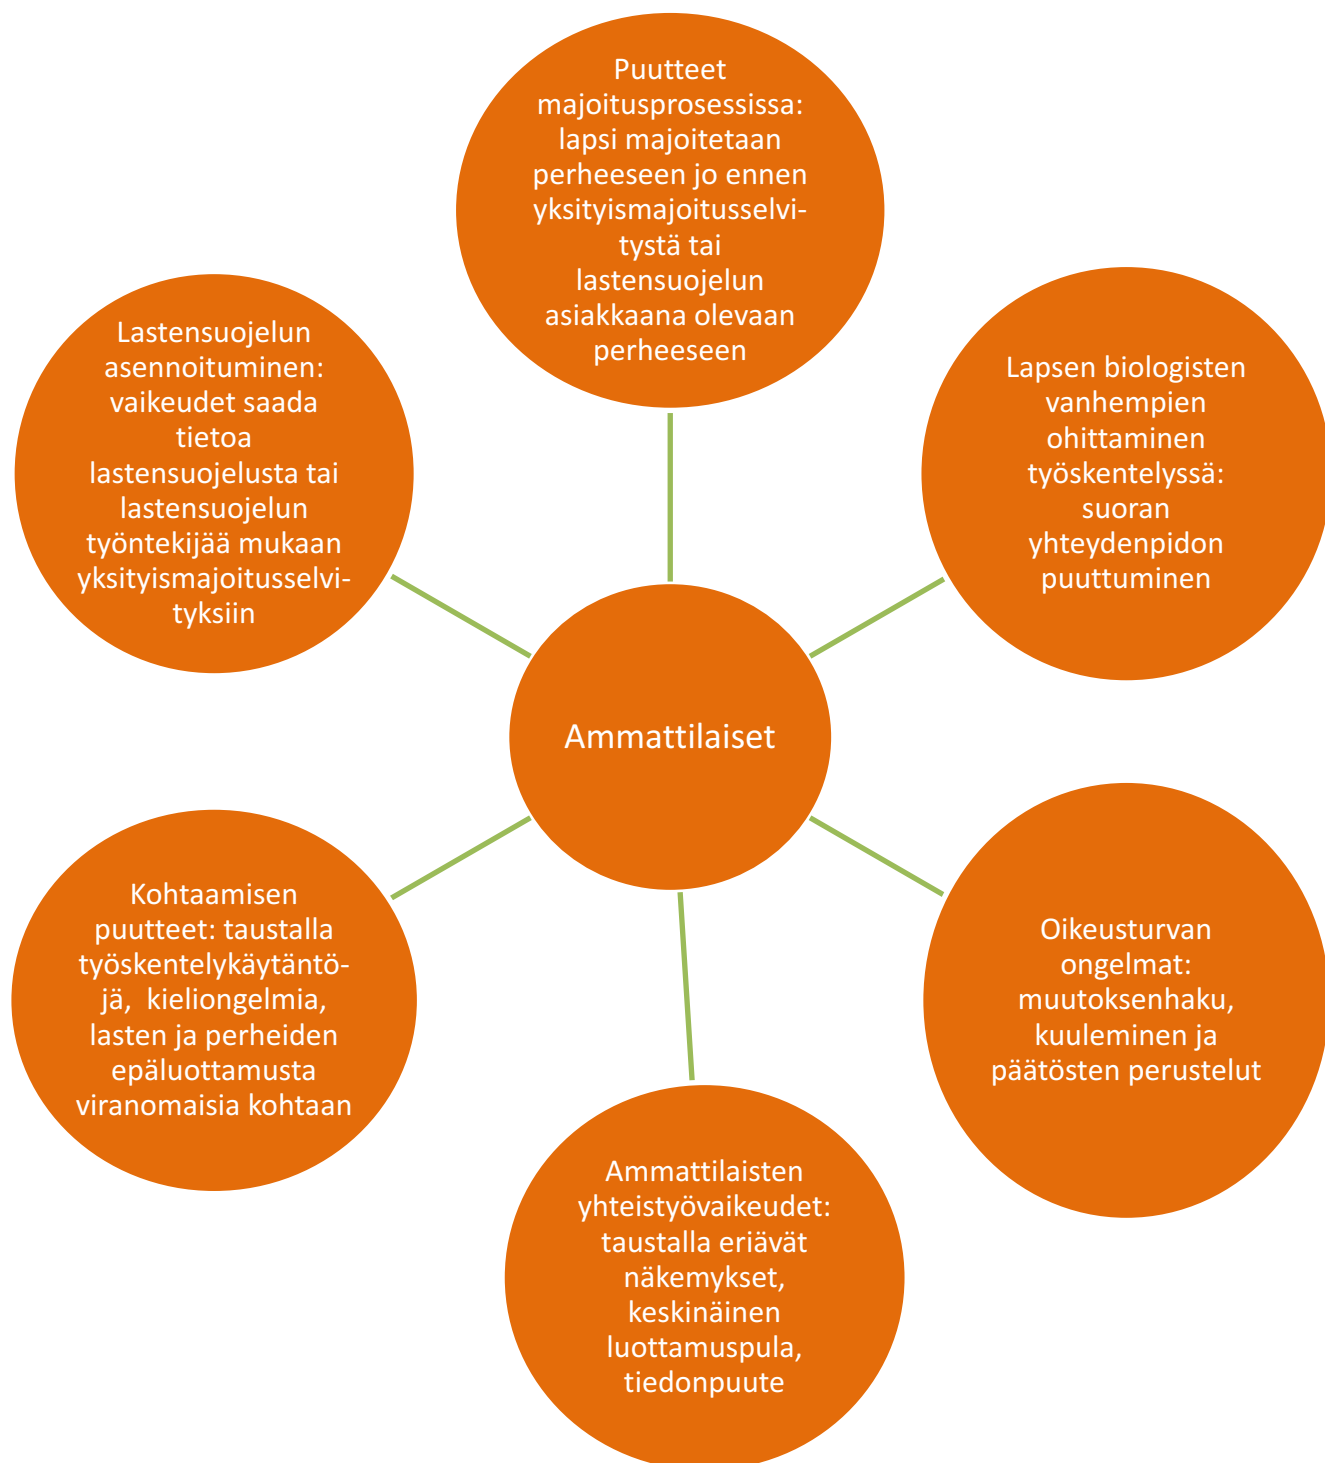 Puutteet
majoitusprosessissa:
lapsi majoitetaan
perheeseen jo ennen
yksityismajoitusselvi-
tystä tai
lastensuojelun
asiakkaana olevaan
perheeseen
Lapsen biologisten
vanhempien
ohittaminen
työskentelyssä:
suoran
yhteydenpidon
puuttuminen
Oikeusturvan
ongelmat:
muutoksenhaku,
kuuleminen ja
päätösten perustelut
Ammattilaisten
yhteistyövaikeudet:
taustalla eriävät
näkemykset,
keskinäinen
luottamuspula,
tiedonpuute
Kohtaamisen
puutteet: taustalla
työskentelykäytäntö-
jä, kieliongelmia,
lasten ja perheiden
epäluottamusta
viranomaisia kohtaan
Lastensuojelun
asennoituminen:
vaikeudet saada
tietoa
lastensuojelusta tai
lastensuojelun
työntekijää mukaan
yksityismajoitusselvi-
tyksiin
Ammattilaiset